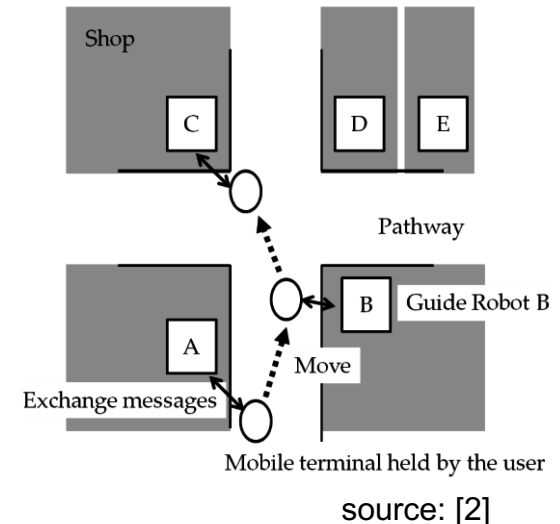 Shop
C
D
E
Pathway
B
Guide Robot B
A
Move
Exchange messages
Mobile terminal held by the user
source: [2]